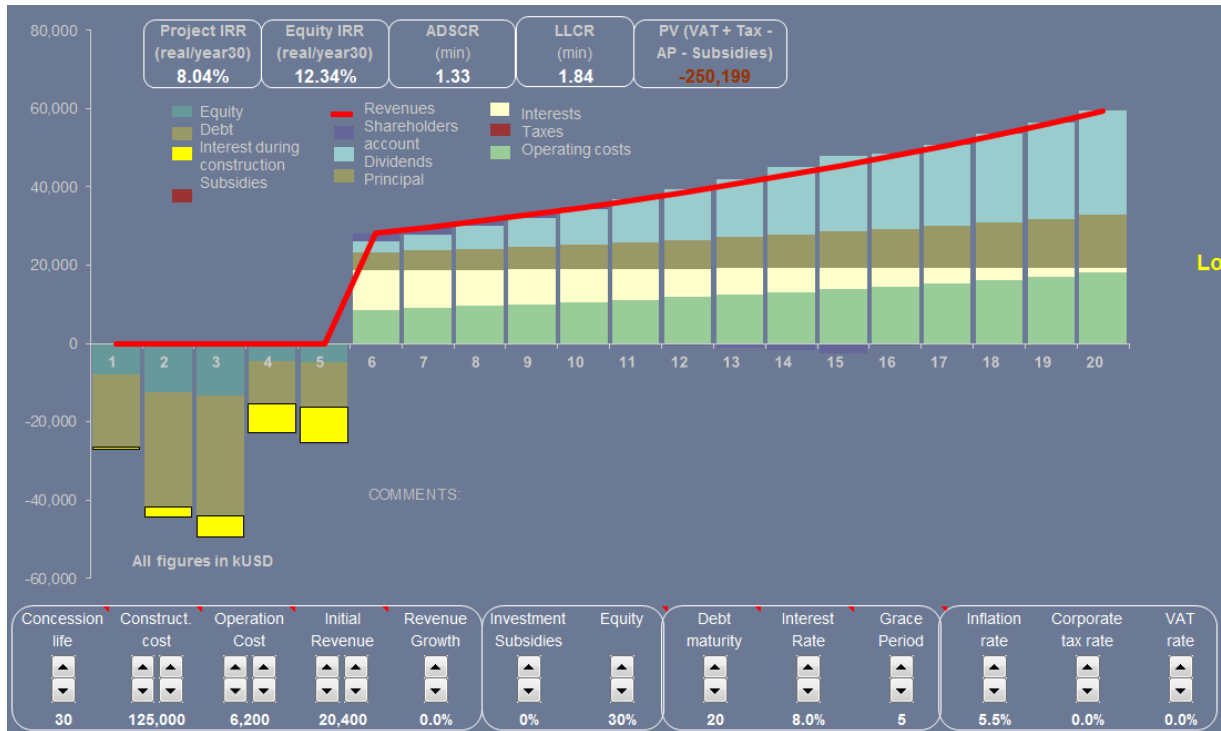 80,000
60,000
40,000
20,000
0
-20,000
-40,000
-60,000
Project IRR
(real/year30)
8.04%
Equity IRR
(real/year30)
12.34%
ADSCR
(min)
1.33
LLCR
(min)
1.84
PV (VAT + Tax -
AP - Subsidies)
-250,199
Equity
Debt
Interest during
construction
Subsidies
Revenues
Shareholders
account
Dividends
Principal
Interests
Taxes
Operating costs
Lo
1 2 3 4 5 6 7 8 9 10 11 12 13 14 15 16 17 18 19 20
COMMENTS:
All figures in kUSD
Concession
life
30
Construct.
cost
125,000
Operation
Cost
6,200
Initial
Revenue
20,400
Revenue
Growth
0.0%
Investment
Subsidies
0%
Equity
30%
Debt
maturity
20
Interest
Rate
8.0%
Grace
Period
5
Inflation
rate
5.5%
Corporate
tax rate
0.0%
VAT
rate
0.0%